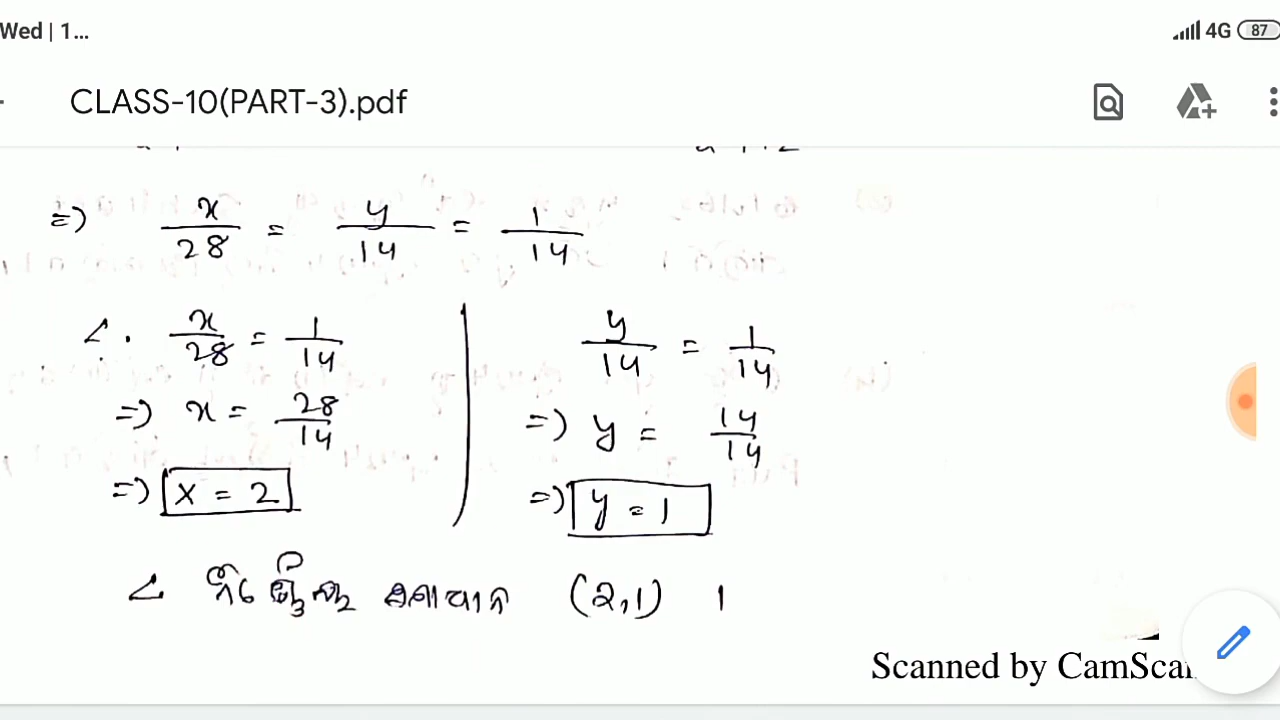 Wed | 1...
4G 87
CLASS-10(PART-3).pdf
=) x/28 = y/14 = 1/14
∴ x/28 = 1/14
=) x = 28/14
=) x = 2
y/14 = 1/14
=) y = 14/14
=) y = 1
∴ ସମାଧାନ (2,1) ।
Scanned by CamSca